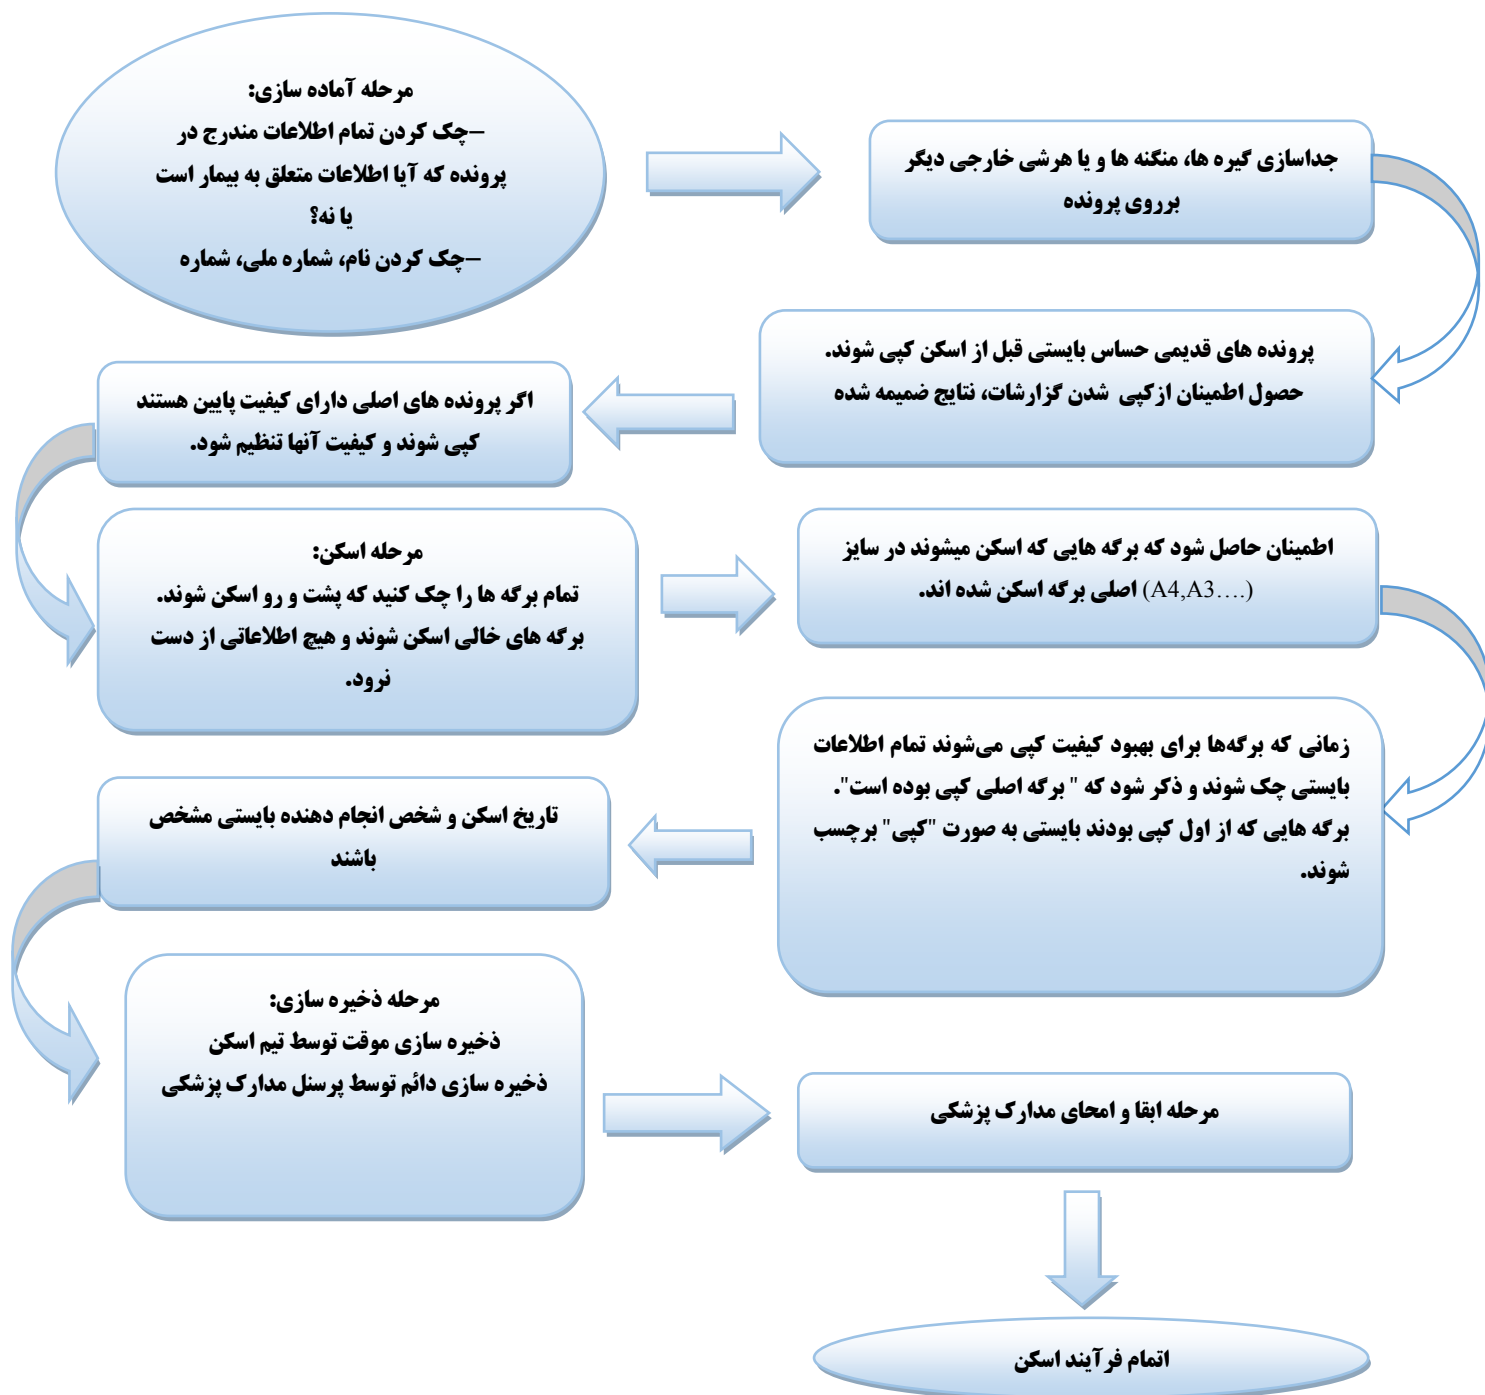 مرحله آماده سازی:
–چک کردن تمام اطلاعات مندرج در
پرونده که آیا اطلاعات متعلق به بیمار است
یا نه؟
–چک کردن نام، شماره ملی، شماره
جداسازی گیره ها، منگنه ها و یا هرشی خارجی دیگر
برروی پرونده
پرونده های قدیمی حساس بایستی قبل از اسکن کپی شوند.
حصول اطمینان ازکپی شدن گزارشات، نتایج ضمیمه شده
اگر پرونده های اصلی دارای کیفیت پایین هستند
کپی شوند و کیفیت آنها تنظیم شود.
مرحله اسکن:
تمام برگه ها را چک کنید که پشت و رو اسکن شوند.
برگه های خالی اسکن شوند و هیچ اطلاعاتی از دست
نرود.
اطمینان حاصل شود که برگه هایی که اسکن میشوند در سایز
(A4,A3….) اصلی برگه اسکن شده اند.
زمانی که برگه‌ها برای بهبود کیفیت کپی می‌شوند تمام اطلاعات
بایستی چک شوند و ذکر شود که " برگه اصلی کپی بوده است".
برگه هایی که از اول کپی بودند بایستی به صورت "کپی" برچسب
شوند.
تاریخ اسکن و شخص انجام دهنده بایستی مشخص
باشند
مرحله ذخیره سازی:
ذخیره سازی موقت توسط تیم اسکن
ذخیره سازی دائم توسط پرسنل مدارک پزشکی
مرحله ابقا و امحای مدارک پزشکی
اتمام فرآیند اسکن